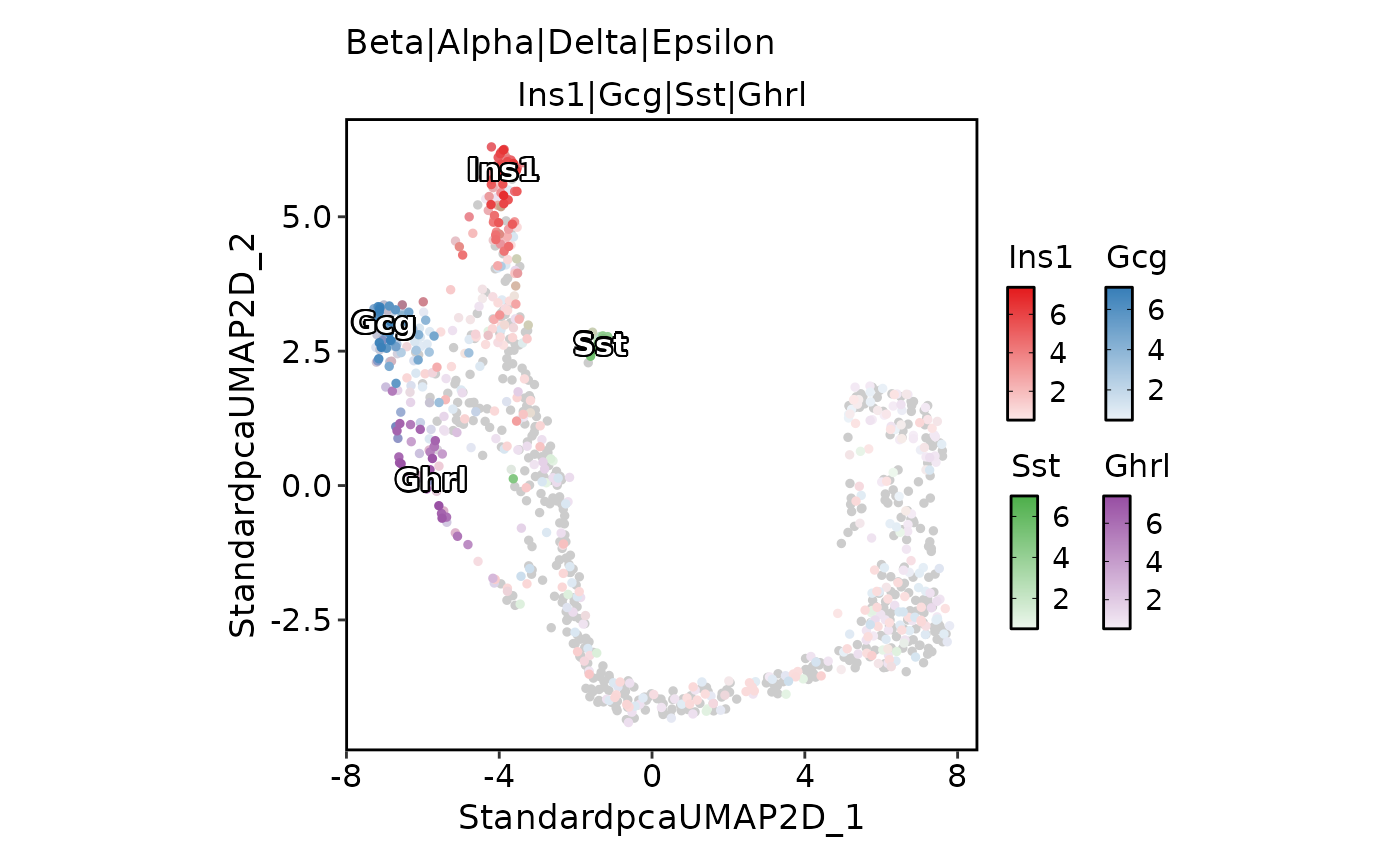 Beta|Alpha|Delta|Epsilon
Ins1|Gcg|Sst|Ghrl
StandardpcaUMAP2D_2
5.0
2.5
0.0
-2.5
Ins1
Gcg
Sst
Ghrl
-8 -4 0 4 8
StandardpcaUMAP2D_1
Ins1
6
4
2
Gcg
6
4
2
Sst
6
4
2
Ghrl
6
4
2